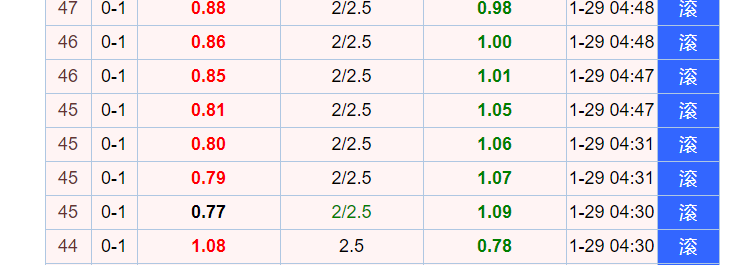 47 0-1 0.88 2/2.5 0.98 1-29 04:48 滚
46 0-1 0.86 2/2.5 1.00 1-29 04:48 滚
46 0-1 0.85 2/2.5 1.01 1-29 04:47 滚
45 0-1 0.81 2/2.5 1.05 1-29 04:47 滚
45 0-1 0.80 2/2.5 1.06 1-29 04:31 滚
45 0-1 0.79 2/2.5 1.07 1-29 04:31 滚
45 0-1 0.77 2/2.5 1.09 1-29 04:30 滚
44 0-1 1.08 2.5 0.78 1-29 04:30 滚